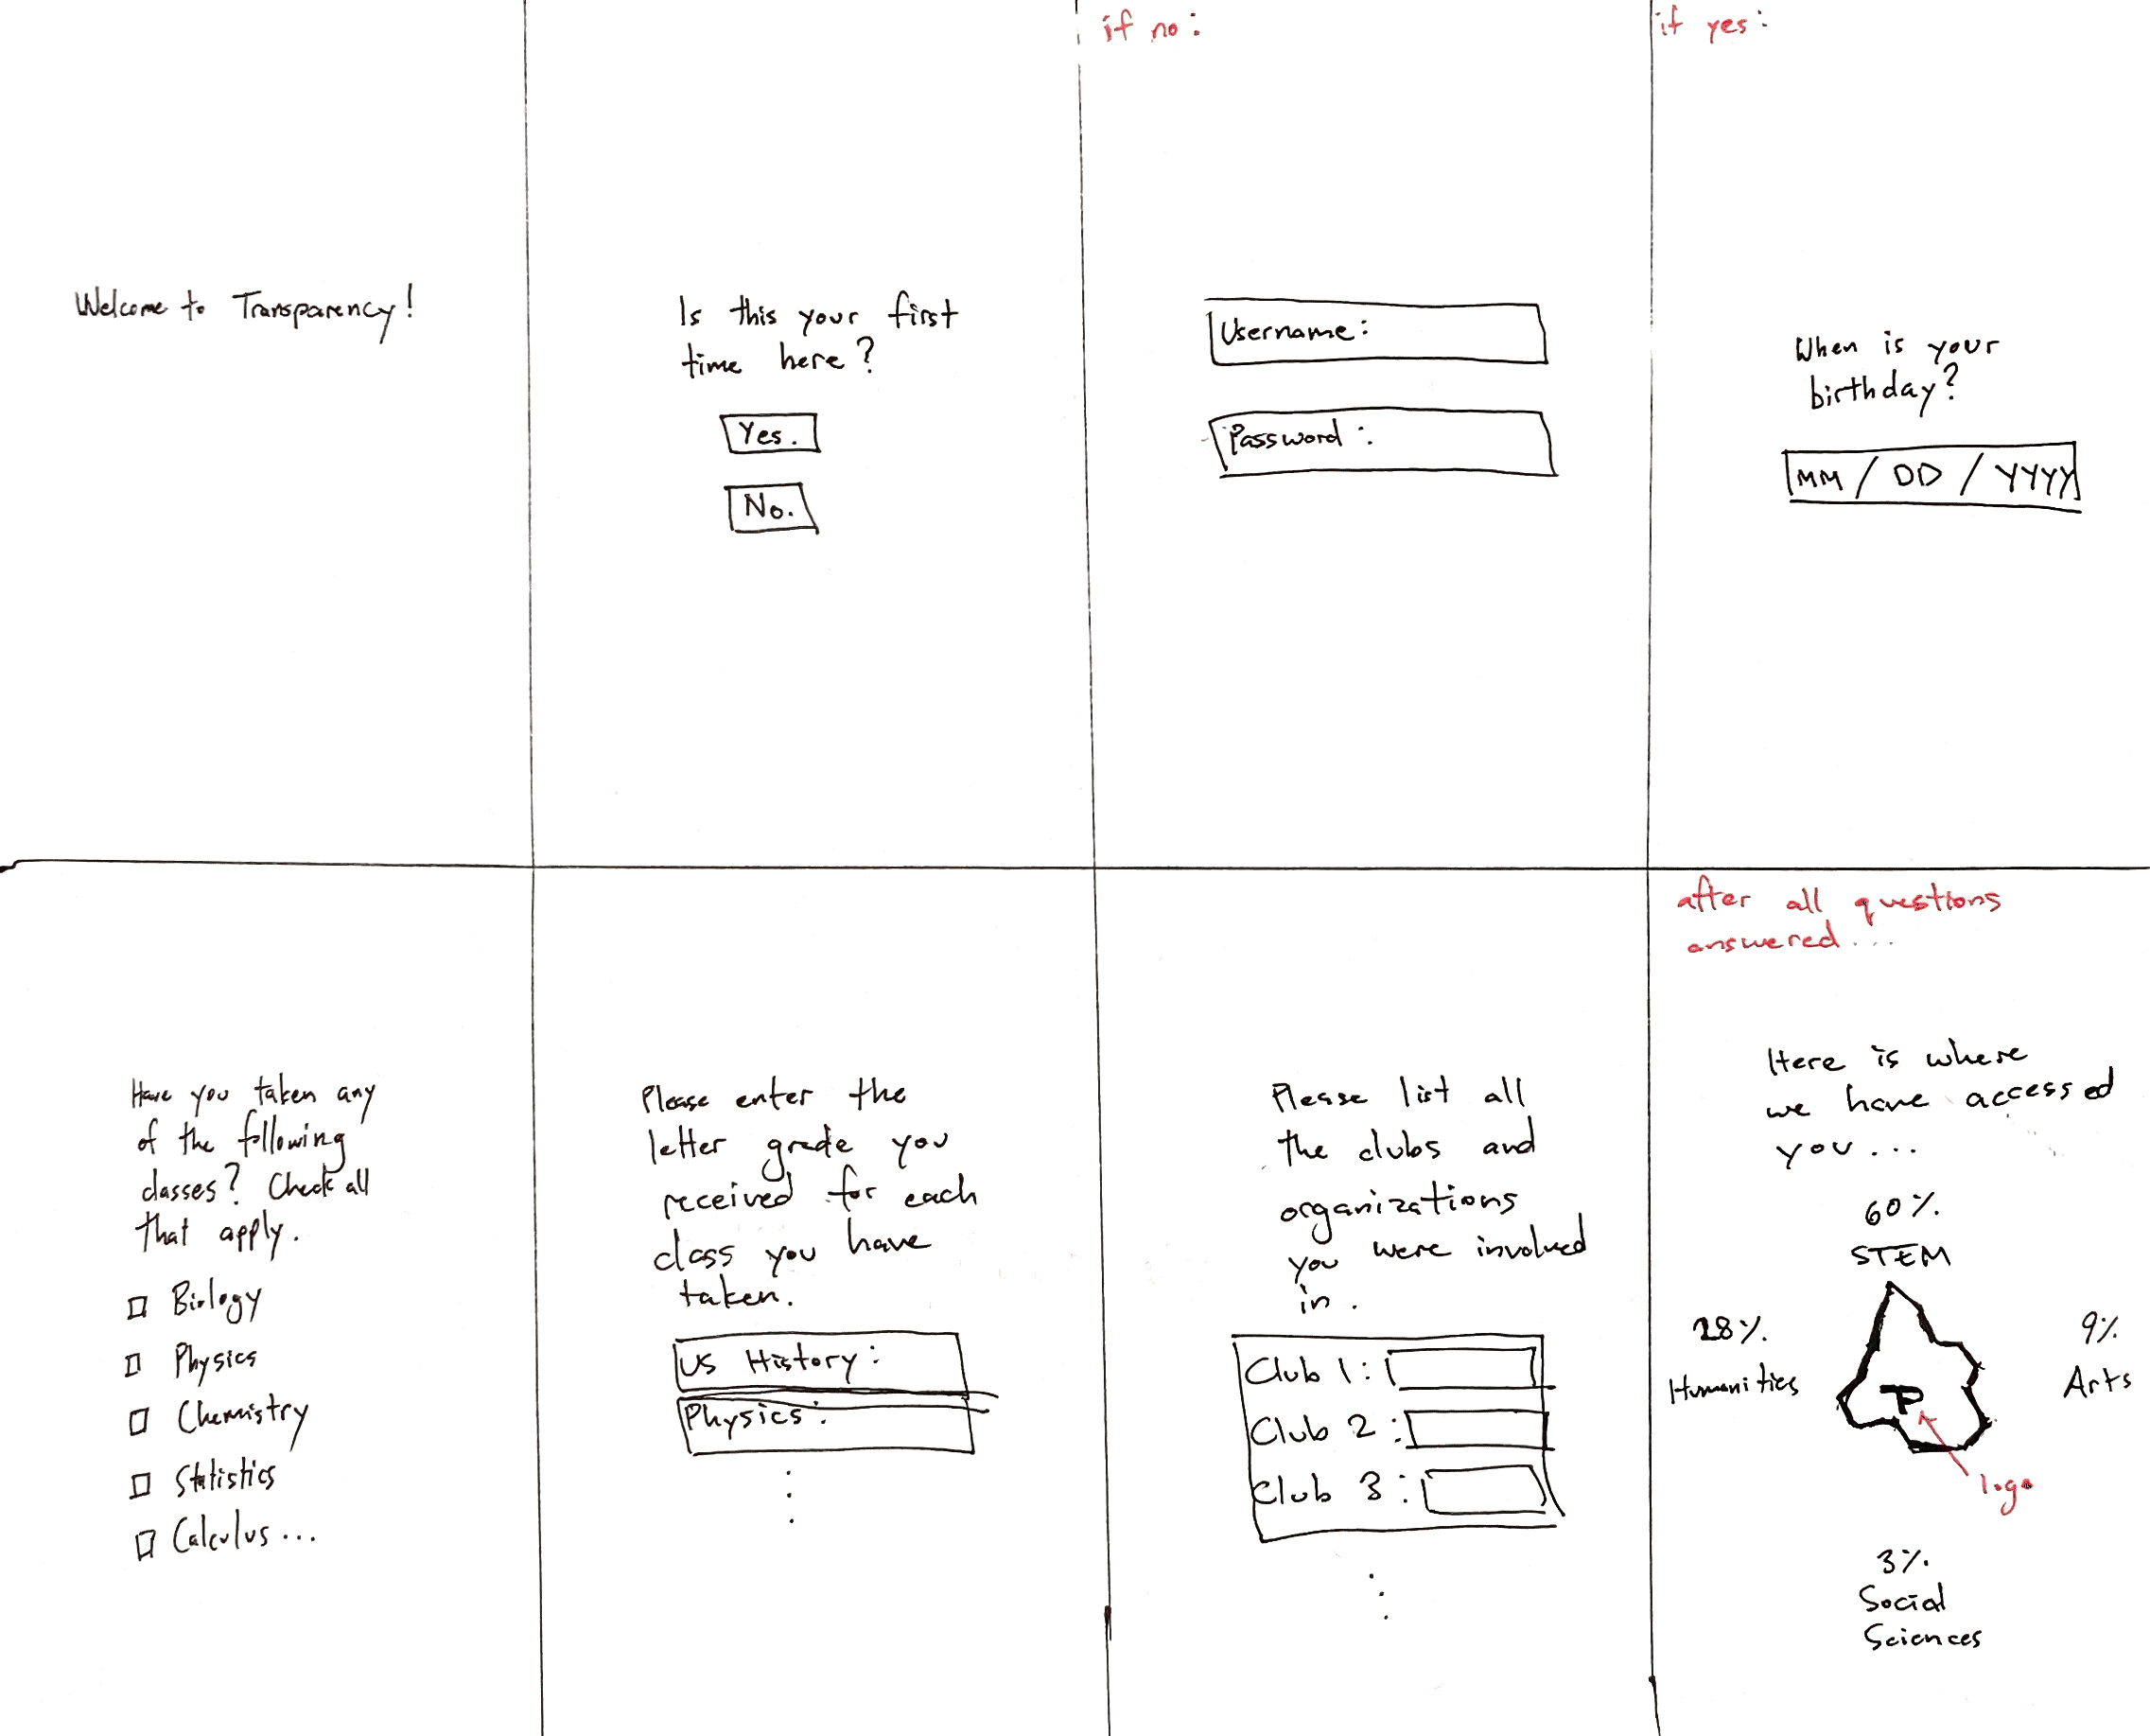 Welcome to Transparency!
Is this your first
time here?
Yes.
No.
if no:
Username:
Password:
if yes:
When is your
birthday?
MM / DD / YYYY
Have you taken any
of the following
classes? Check all
that apply.
Biology
Physics
Chemistry
Statistics
Calculus...
Please enter the
letter grade you
received for each
class you have
taken.
US History:
Physics:
Please list all
the clubs and
organizations
you were involved
in.
Club 1:
Club 2:
Club 3:
after all questions
answered...
Here is where
we have accessed
you...
60%
STEM
28%
Humanities
9%
Arts
P
logo
3%
Social
Sciences